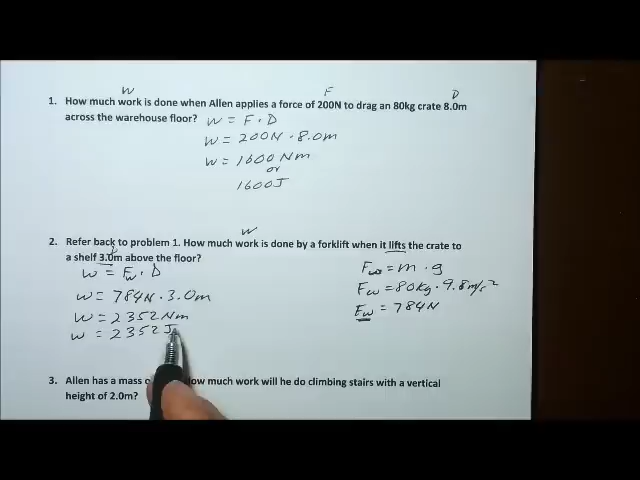 W F D
1. How much work is done when Allen applies a force of 200N to drag an 80kg crate 8.0m
across the warehouse floor? W = F · D
W = 200N · 8.0m
W = 1600 Nm
or
1600J
W
2. Refer back to problem 1. How much work is done by a forklift when it lifts the crate to
D
a shelf 3.0m above the floor?
W = Fw · D
W = 784N · 3.0m
W = 2352 Nm
W = 2352J
Fw = m · g
Fw = 80kg · 9.8m/s²
Fw = 784N
3. Allen has a mass ow much work will he do climbing stairs with a vertical
height of 2.0m?